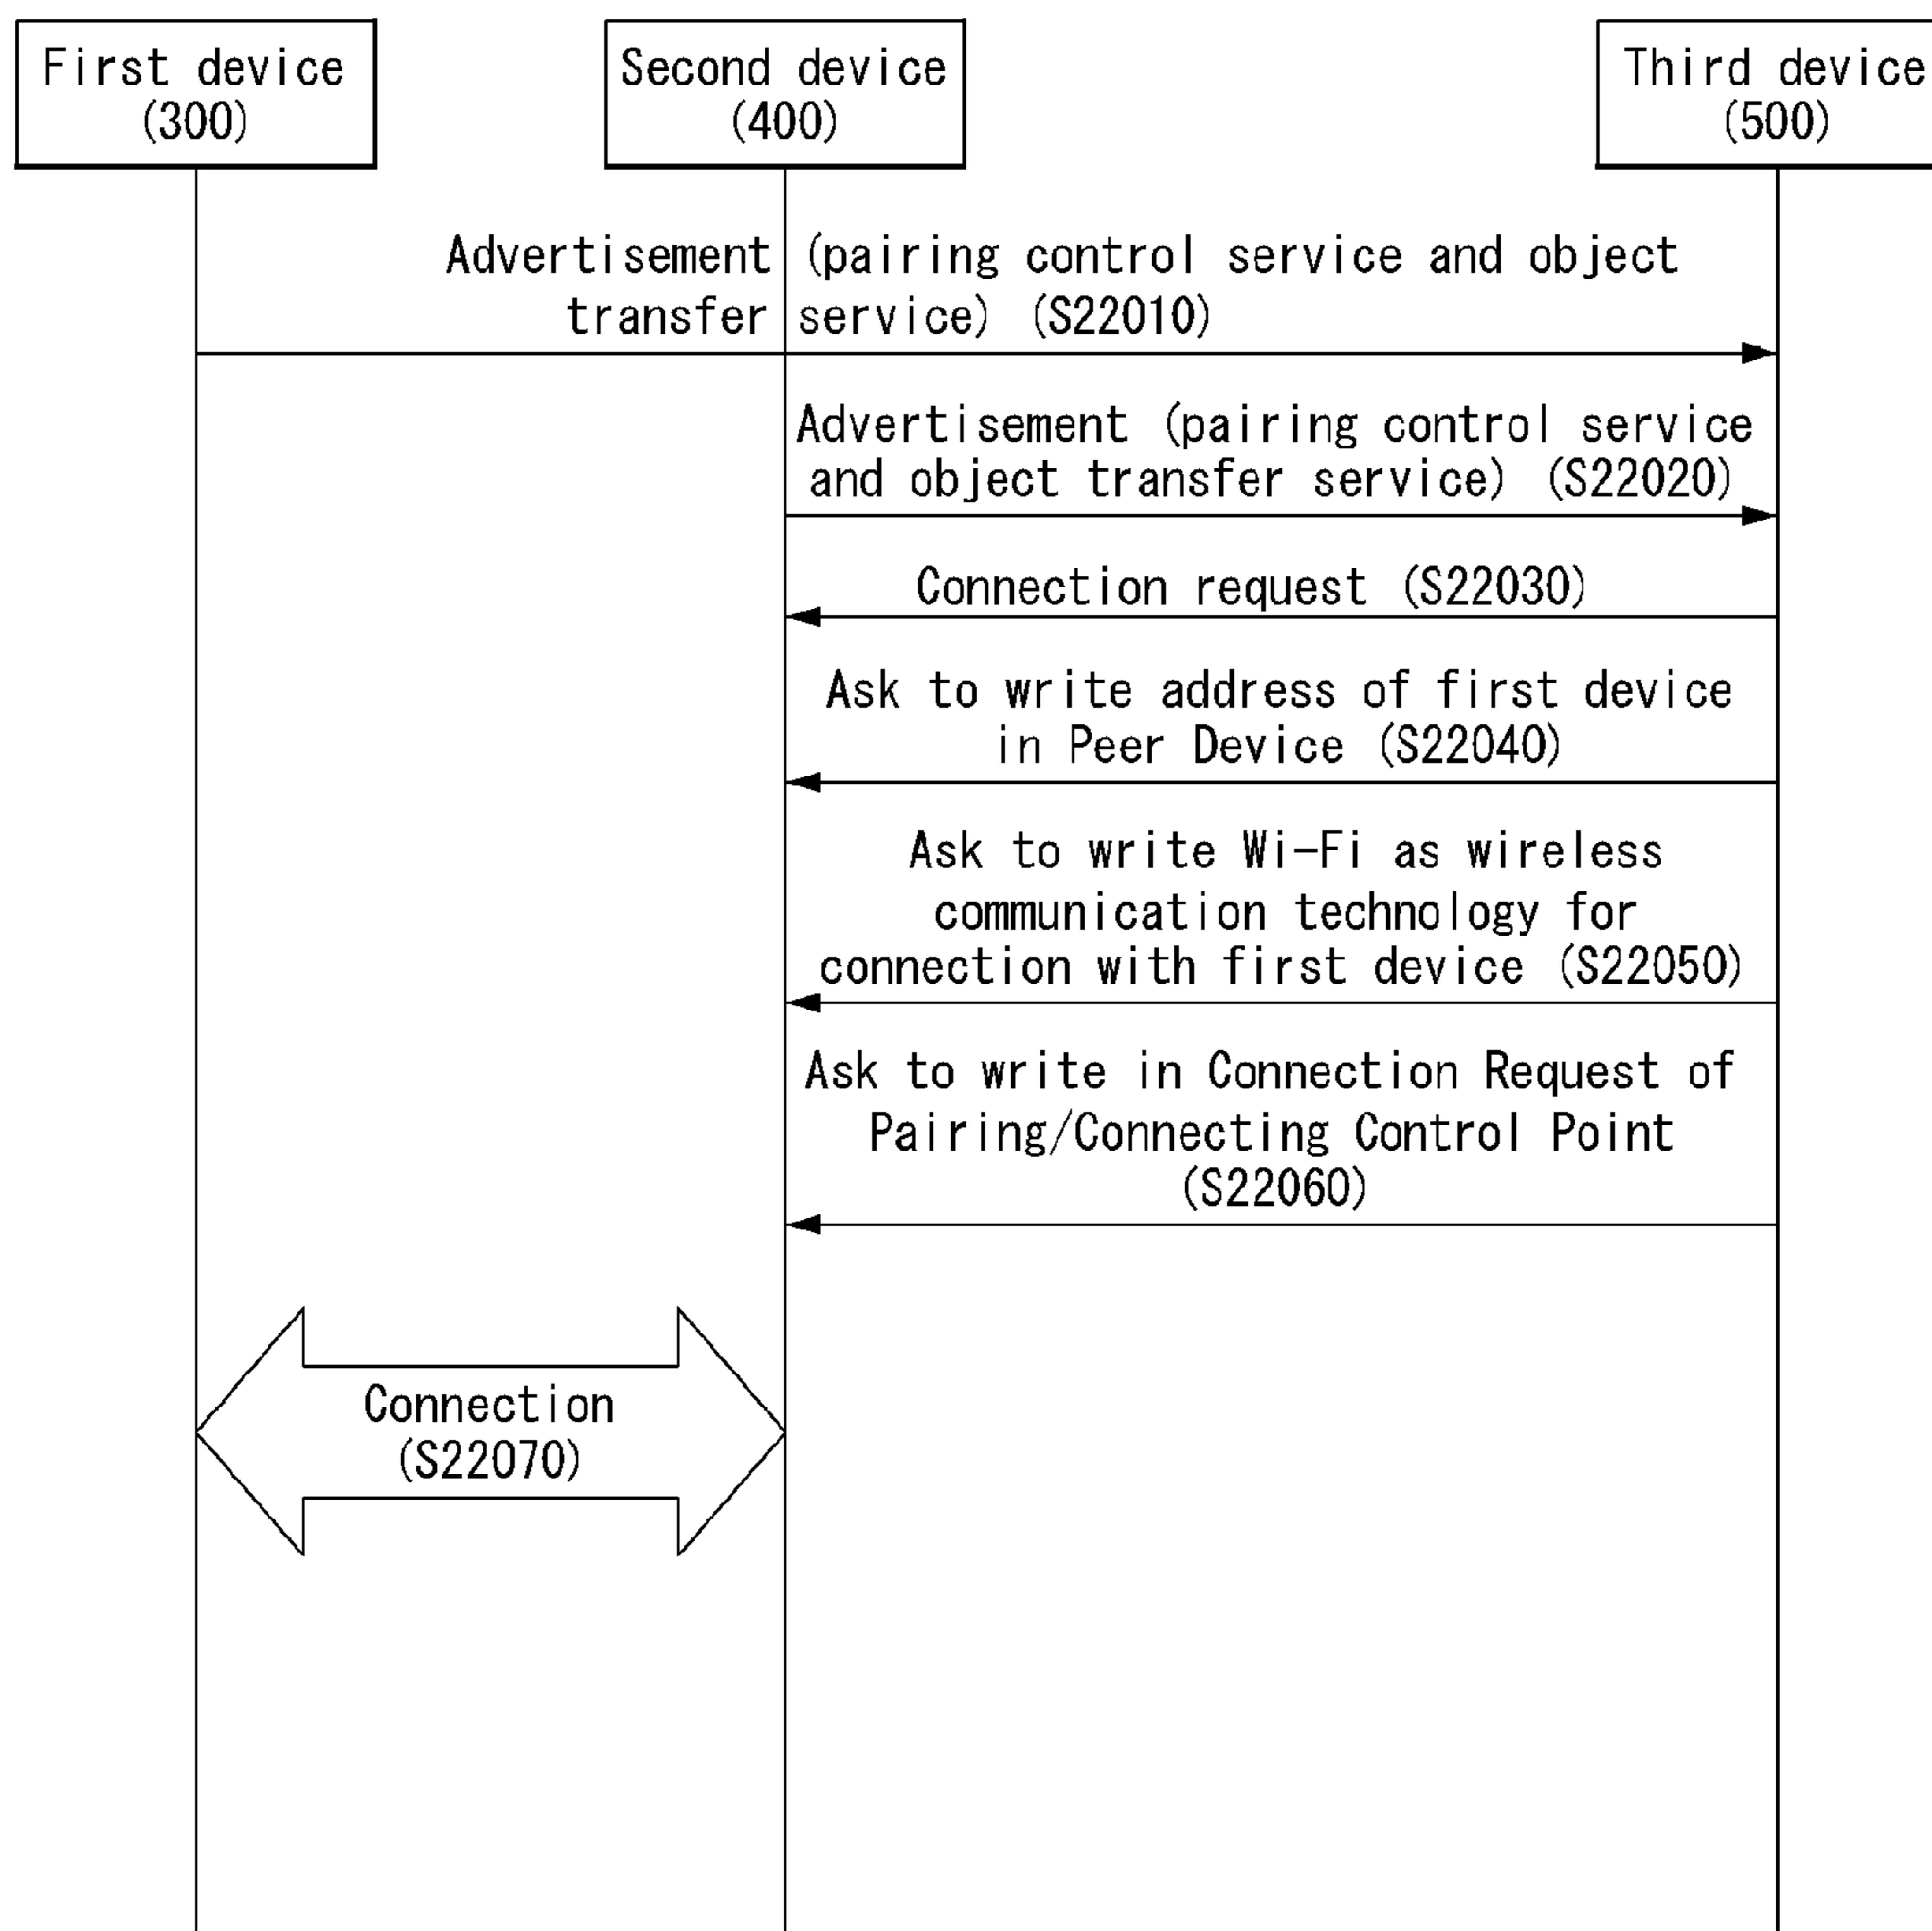 First device
(300)
Second device
(400)
Third device
(500)
Advertisement (pairing control service and object
transfer service) (S22010)
Advertisement (pairing control service
and object transfer service) (S22020)
Connection request (S22030)
Ask to write address of first device
in Peer Device (S22040)
Ask to write Wi-Fi as wireless
communication technology for
connection with first device (S22050)
Ask to write in Connection Request of
Pairing/Connecting Control Point
(S22060)
Connection
(S22070)